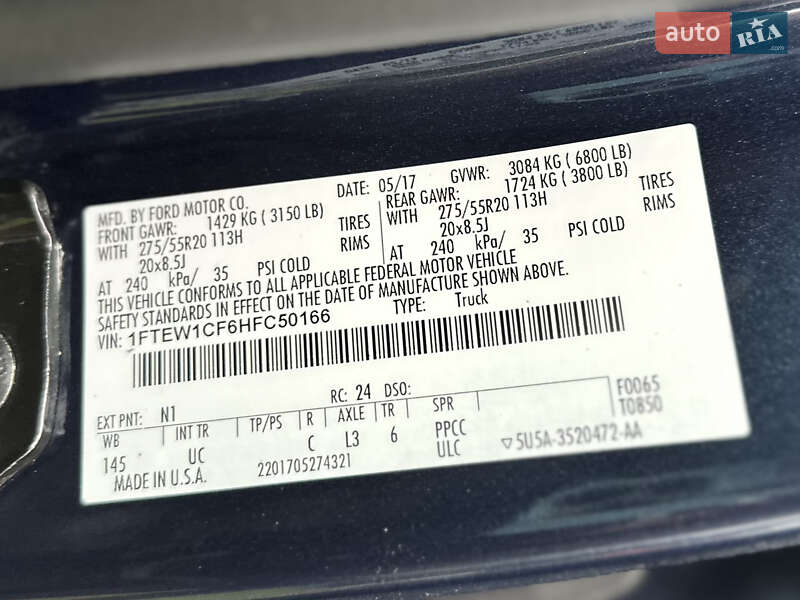 auto RIA .com
MFD. BY FORD MOTOR CO. DATE: 05/17 GVWR: 3084 KG ( 6800 LB)
FRONT GAWR: 1429 KG ( 3150 LB) REAR GAWR: 1724 KG ( 3800 LB)
WITH 275/55R20 113H TIRES WITH 275/55R20 113H TIRES
20x8.5J RIMS 20x8.5J RIMS
AT 240 kPa/ 35 PSI COLD AT 240 kPa/ 35 PSI COLD
THIS VEHICLE CONFORMS TO ALL APPLICABLE FEDERAL MOTOR VEHICLE
SAFETY STANDARDS IN EFFECT ON THE DATE OF MANUFACTURE SHOWN ABOVE.
VIN: 1FTEW1CF6HFC50166 TYPE: Truck
EXT PNT: N1 RC: 24 DSO: F0065
WB INT TR TP/PS R AXLE TR SPR T0850
145 UC C L3 6 PPCC
ULC ▽5U5A-3520472-AA
MADE IN U.S.A. 2201705274321